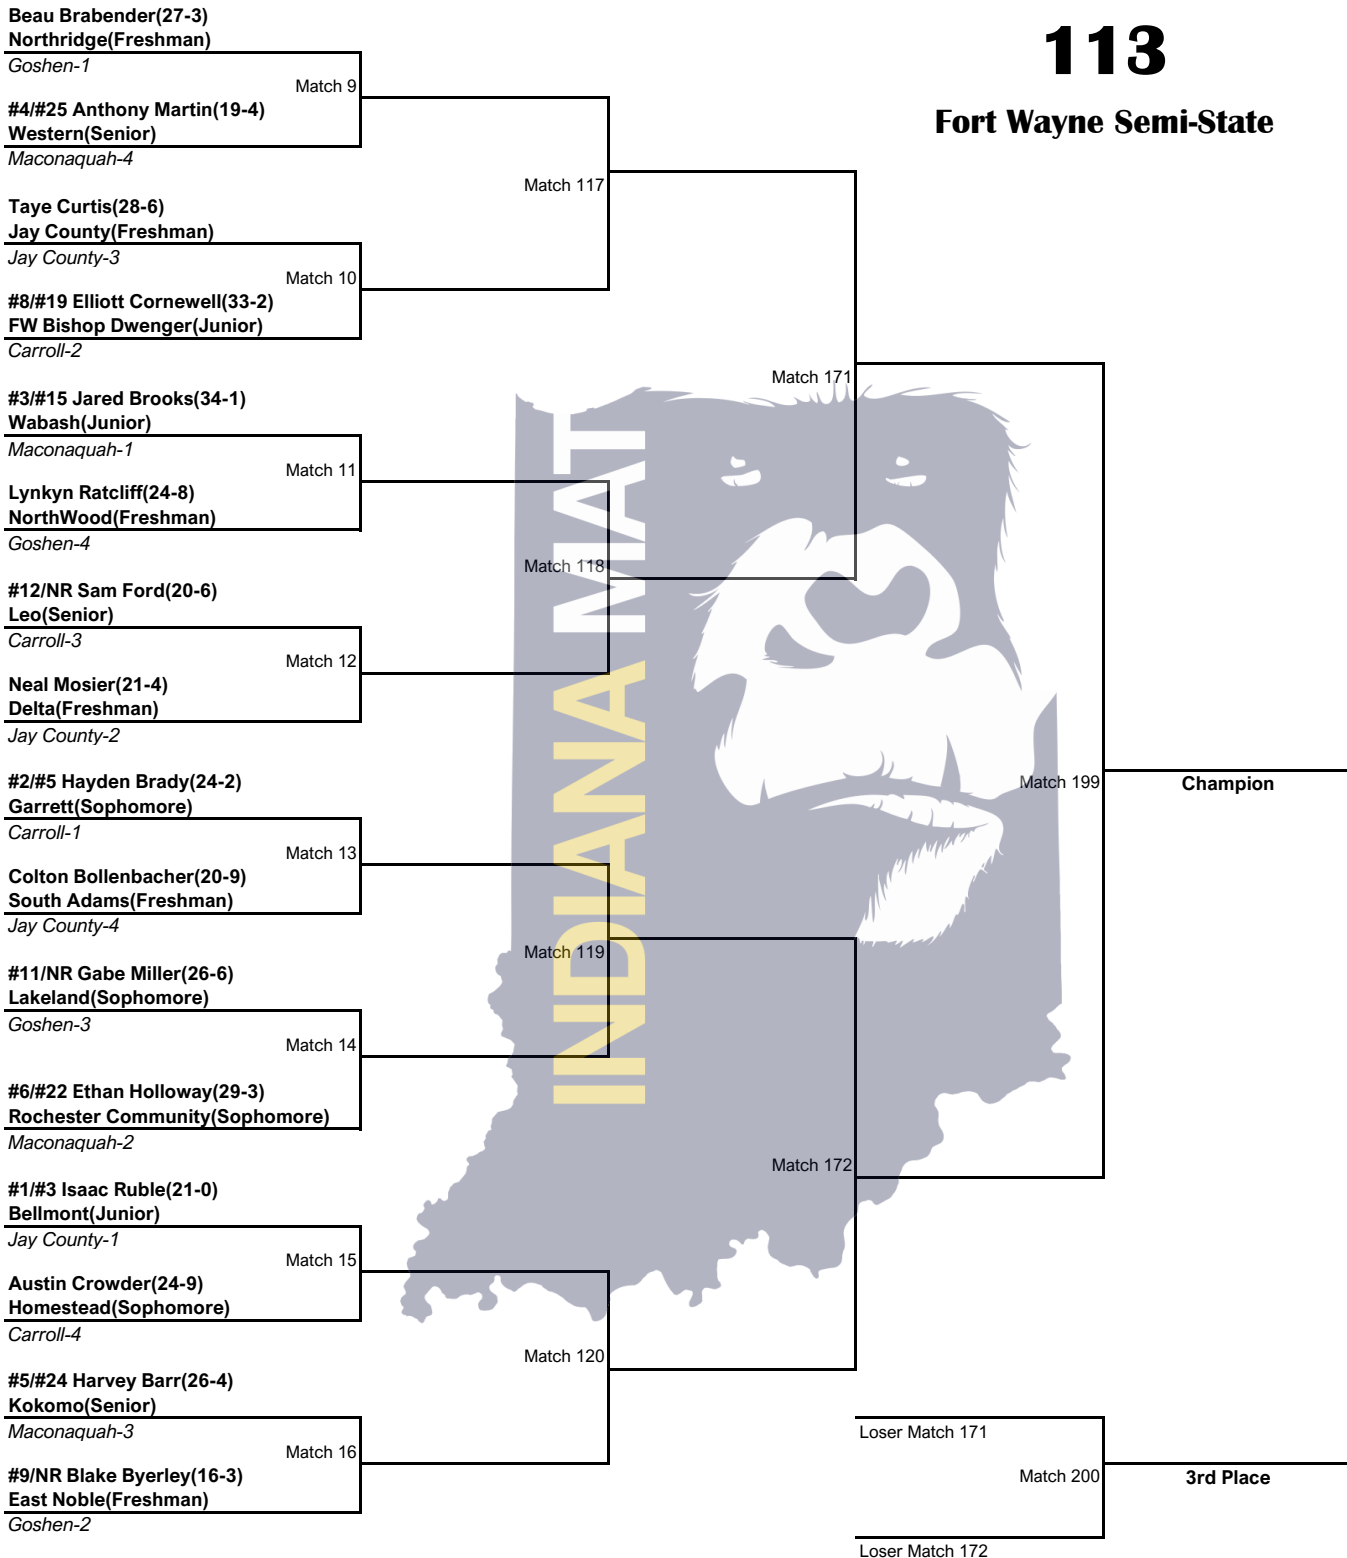 113
Fort Wayne Semi-State
Beau Brabender(27-3)
Northridge(Freshman)
Goshen-1
Match 9
#4/#25 Anthony Martin(19-4)
Western(Senior)
Maconaquah-4
Match 117
Taye Curtis(28-6)
Jay County(Freshman)
Jay County-3
Match 10
#8/#19 Elliott Cornewell(33-2)
FW Bishop Dwenger(Junior)
Carroll-2
Match 171
#3/#15 Jared Brooks(34-1)
Wabash(Junior)
Maconaquah-1
Match 11
Lynkyn Ratcliff(24-8)
NorthWood(Freshman)
Goshen-4
Match 118
#12/NR Sam Ford(20-6)
Leo(Senior)
Carroll-3
Match 12
Neal Mosier(21-4)
Delta(Freshman)
Jay County-2
INDIANA MAT
Match 199
Champion
#2/#5 Hayden Brady(24-2)
Garrett(Sophomore)
Carroll-1
Match 13
Colton Bollenbacher(20-9)
South Adams(Freshman)
Jay County-4
Match 119
#11/NR Gabe Miller(26-6)
Lakeland(Sophomore)
Goshen-3
Match 14
#6/#22 Ethan Holloway(29-3)
Rochester Community(Sophomore)
Maconaquah-2
Match 172
#1/#3 Isaac Ruble(21-0)
Bellmont(Junior)
Jay County-1
Match 15
Austin Crowder(24-9)
Homestead(Sophomore)
Carroll-4
Match 120
#5/#24 Harvey Barr(26-4)
Kokomo(Senior)
Maconaquah-3
Match 16
#9/NR Blake Byerley(16-3)
East Noble(Freshman)
Goshen-2
Loser Match 171
Match 200
3rd Place
Loser Match 172